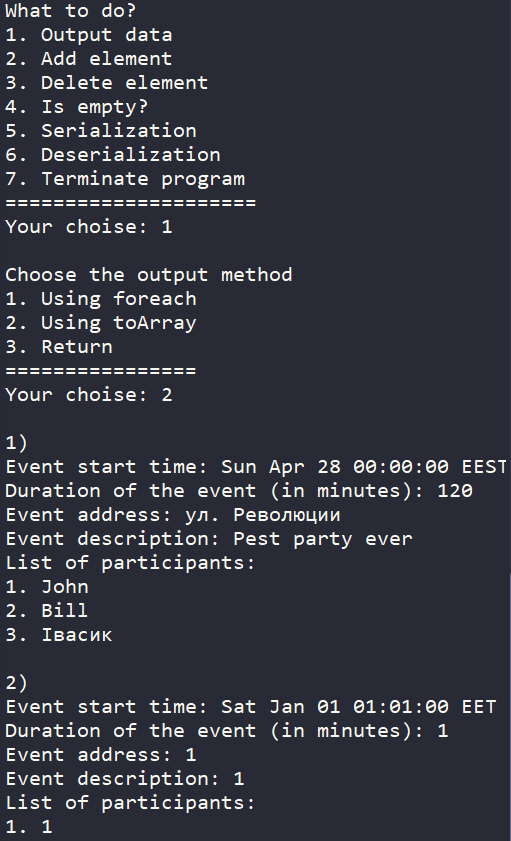 What to do?
1. Output data
2. Add element
3. Delete element
4. Is empty?
5. Serialization
6. Deserialization
7. Terminate program
=====================
Your choise: 1
Choose the output method
1. Using foreach
2. Using toArray
3. Return
================
Your choise: 2
1)
Event start time: Sun Apr 28 00:00:00 EEST
Duration of the event (in minutes): 120
Event address: ул. Революции
Event description: Pest party ever
List of participants:
1. John
2. Bill
3. Івасик
2)
Event start time: Sat Jan 01 01:01:00 EET
Duration of the event (in minutes): 1
Event address: 1
Event description: 1
List of participants:
1. 1